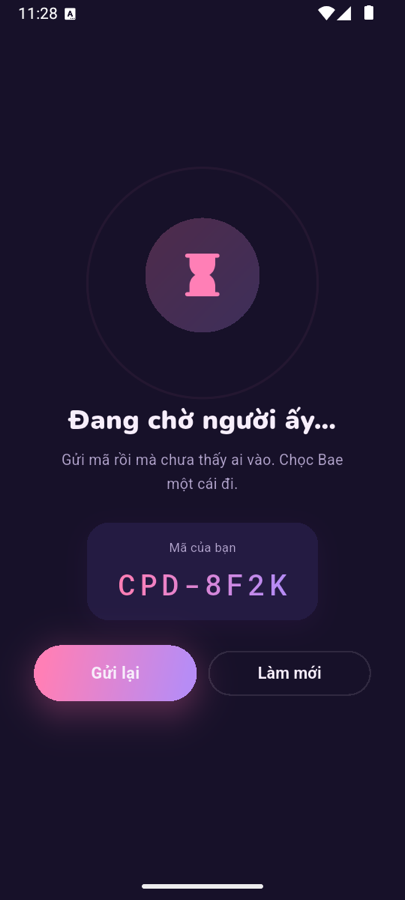 11:28 A
Đang chờ người ấy...
Gửi mã rồi mà chưa thấy ai vào. Chọc Bae
một cái đi.
Mã của bạn
CPD-8F2K
Gửi lại
Làm mới